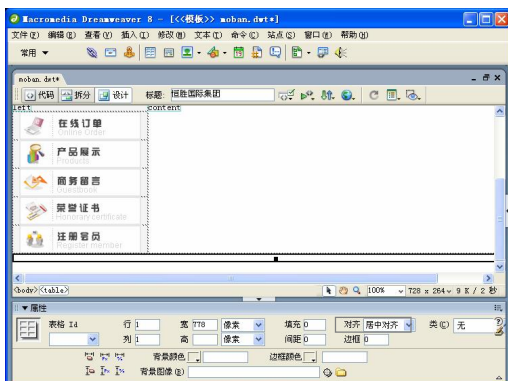 Macromedia Dreamweaver 8 - [<<模板>> moban.dwt*]
文件(F) 编辑(E) 查看(V) 插入(I) 修改(M) 文本(T) 命令(C) 站点(S) 窗口(W) 帮助(H)
常用
moban.dwt*
代码 拆分 设计 标题: 恒胜国际集团
left content
在线订单
Online Order
产品展示
Products
商务留言
Guestbook
荣誉证书
Honorary certificate
注册会员
Register member
<body> <table> 100% 728 x 264 9 K / 2 秒
属性
表格 Id 行 1 宽 778 像素 填充 0 对齐 居中对齐 类(C) 无
列 1 高 像素 间距 0 边框 0
背景颜色 边框颜色
背景图像(B)